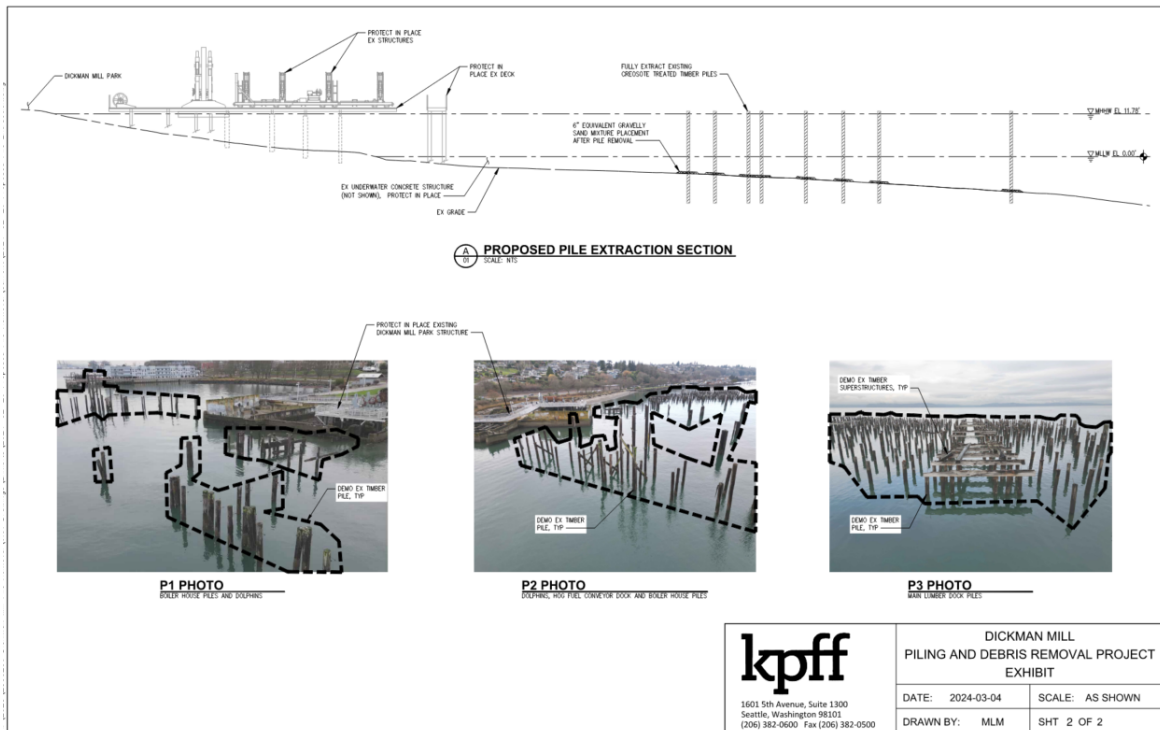 PROTECT IN PLACE
EX STRUCTURES
DICKMAN MILL PARK
PROTECT IN
PLACE EX DECK
FULLY EXTRACT EXISTING
CREOSOTE TREATED TIMBER PILES
MHHW EL 11.78'
6" EQUIVALENT GRAVELLY
SAND MIXTURE PLACEMENT
AFTER PILE REMOVAL
MLLW EL 0.00'
EX UNDERWATER CONCRETE STRUCTURE
(NOT SHOWN), PROTECT IN PLACE
EX GRADE
A
01
PROPOSED PILE EXTRACTION SECTION
SCALE: NTS
PROTECT IN PLACE EXISTING
DICKMAN MILL PARK STRUCTURE
DEMO EX TIMBER
PILE, TYP
DEMO EX TIMBER
PILE, TYP
DEMO EX TIMBER
SUPERSTRUCTURES, TYP
DEMO EX TIMBER
PILE, TYP
P1 PHOTO
BOILER HOUSE PILES AND DOLPHINS
P2 PHOTO
DOLPHINS, HOG FUEL CONVEYOR DOCK AND BOILER HOUSE PILES
P3 PHOTO
MAIN LUMBER DOCK PILES
kpff
1601 5th Avenue, Suite 1300
Seattle, Washington 98101
(206) 382-0600 Fax (206) 382-0500
DICKMAN MILL
PILING AND DEBRIS REMOVAL PROJECT
EXHIBIT
DATE: 2024-03-04
SCALE: AS SHOWN
DRAWN BY: MLM
SHT 2 OF 2